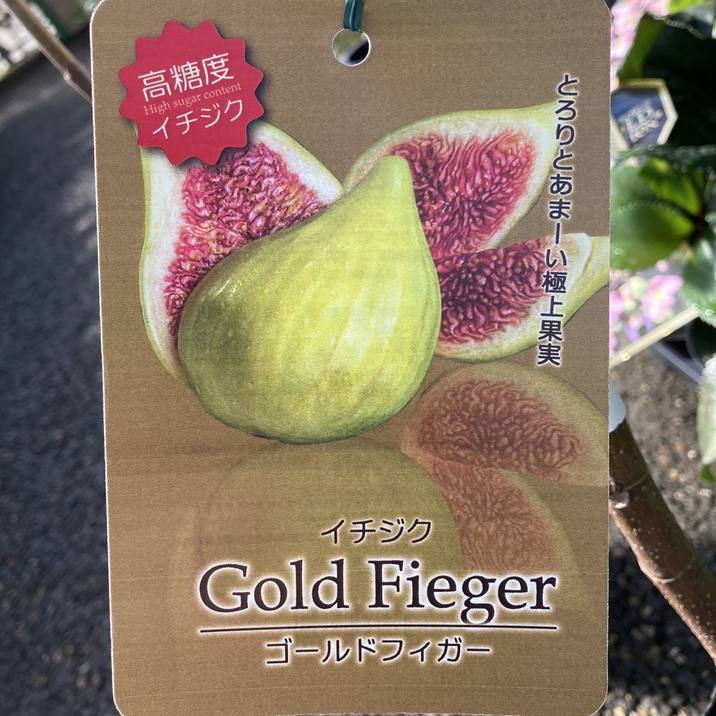 高糖度
High sugar content
イチジク
とろりとあまーい極上果実
イチジク
Gold Fieger
ゴールドフィガー